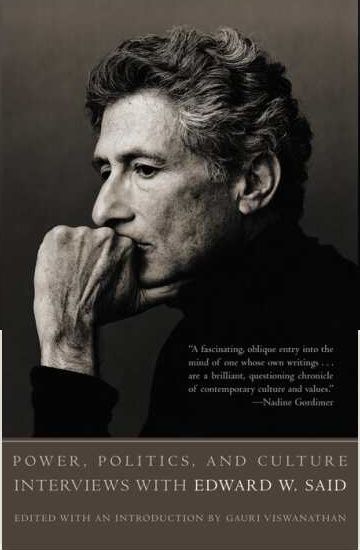 “A fascinating, oblique entry into the
mind of one whose own writings . . .
are a brilliant, questioning chronicle
of contemporary culture and values.”
—Nadine Gordimer
POWER, POLITICS, AND CULTURE
INTERVIEWS WITH EDWARD W. SAID
EDITED WITH AN INTRODUCTION BY GAURI VISWANATHAN